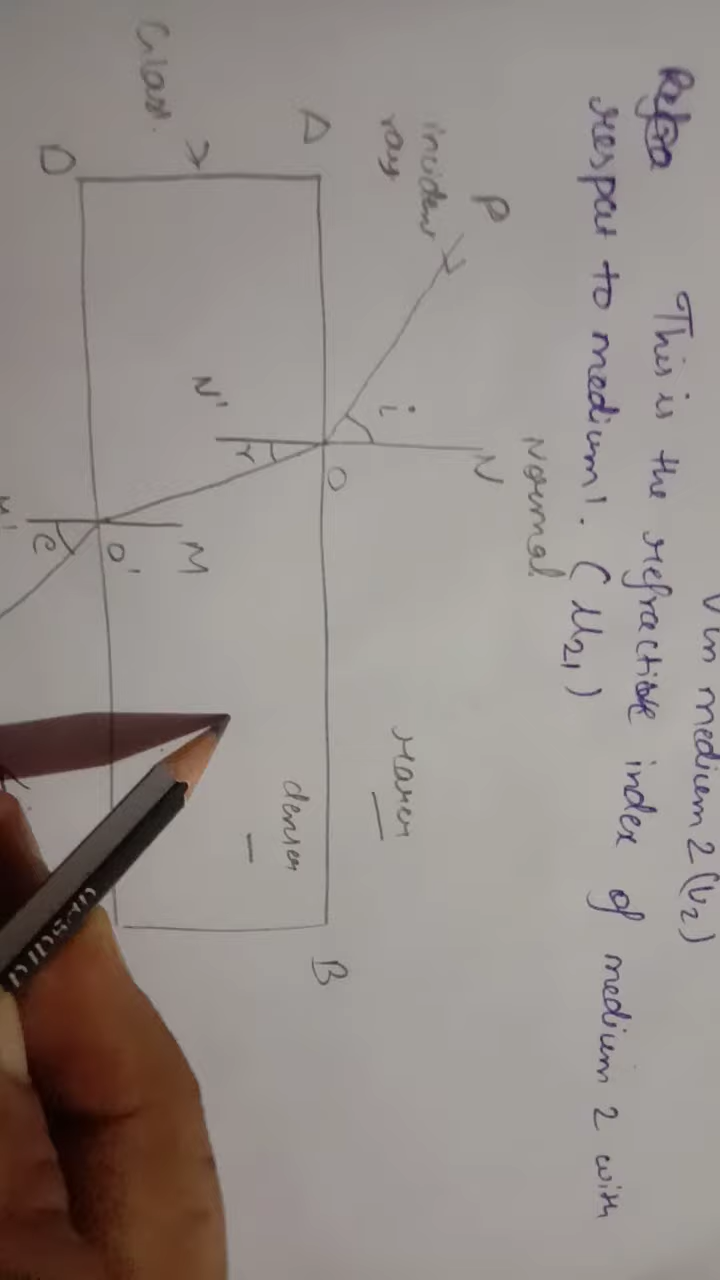 in medium 2 (v2)
Refra This is the refractive index of medium 2 with
respect to medium 1. (μ21)
Normal
P
incident
ray
N
i
rarer
A
O
B
denser
N'
r
Glass.
M
D
O'
e
M'